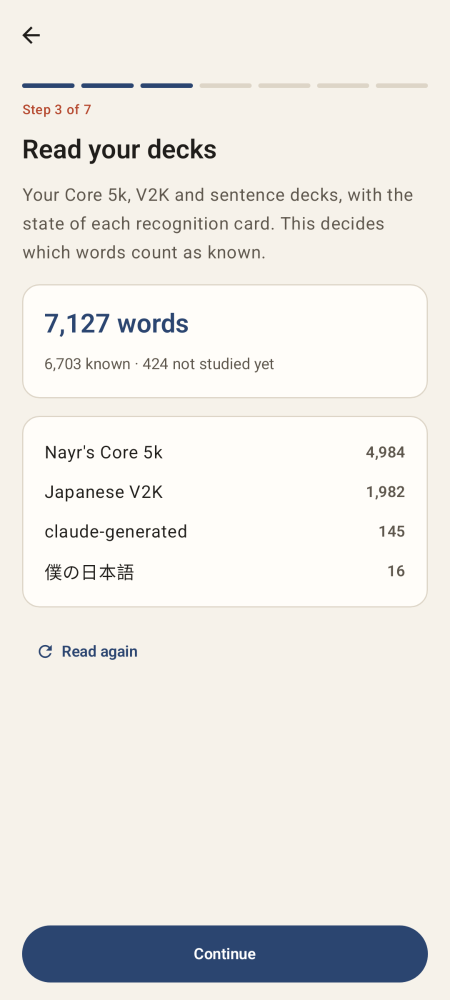 Step 3 of 7
Read your decks
Your Core 5k, V2K and sentence decks, with the
state of each recognition card. This decides
which words count as known.
7,127 words
6,703 known · 424 not studied yet
Nayr's Core 5k 4,984
Japanese V2K 1,982
claude-generated 145
僕の日本語 16
Read again
Continue